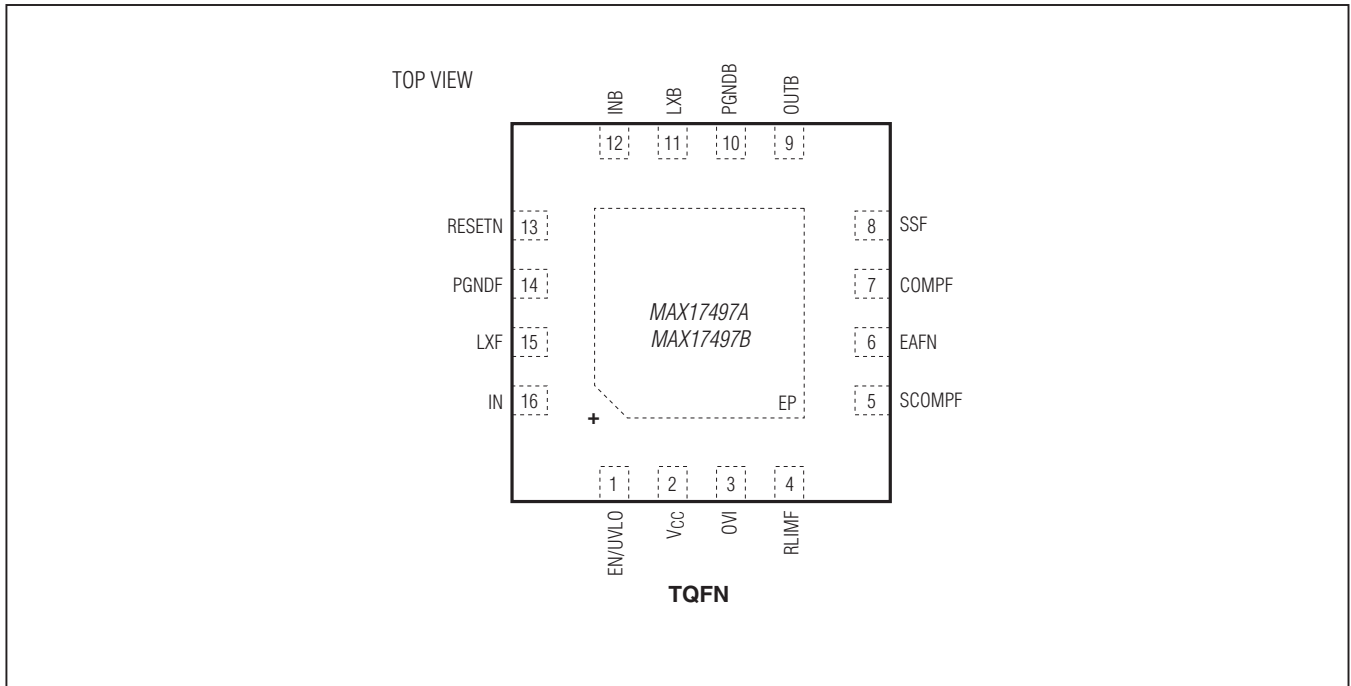 TOP VIEW
INB
LXB
PGNDB
OUTB
12
11
10
9
RESETN
13
8
SSF
PGNDF
14
7
COMPF
MAX17497A
MAX17497B
LXF
15
6
EAFN
IN
16
EP
5
SCOMPF
+
1
2
3
4
EN/UVLO
VCC
OVI
RLIMF
TQFN